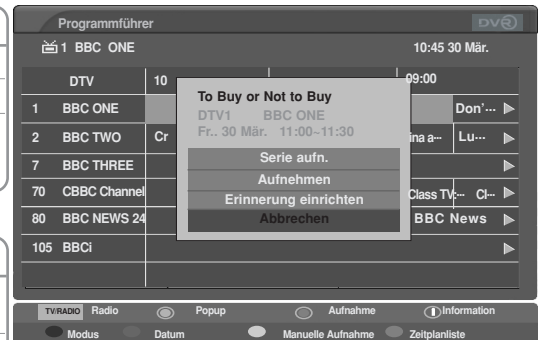 Programmführer
DVR
1 BBC ONE
10:45 30 Mär.
DTV
10
09:00
To Buy or Not to Buy
DTV1 BBC ONE
Fr.. 30 Mär. 11:00~11:30
Serie aufn.
Aufnehmen
Erinnerung einrichten
Abbrechen
1 BBC ONE
Don’···
2 BBC TWO
Cr
ina a···
Lu···
7 BBC THREE
70 CBBC Channel
Class TV:···
Cl···
80 BBC NEWS 24
BBC News
105 BBCi
TV/RADIO Radio
Popup
Aufnahme
Information
Modus
Datum
Manuelle Aufnahme
Zeitplanliste